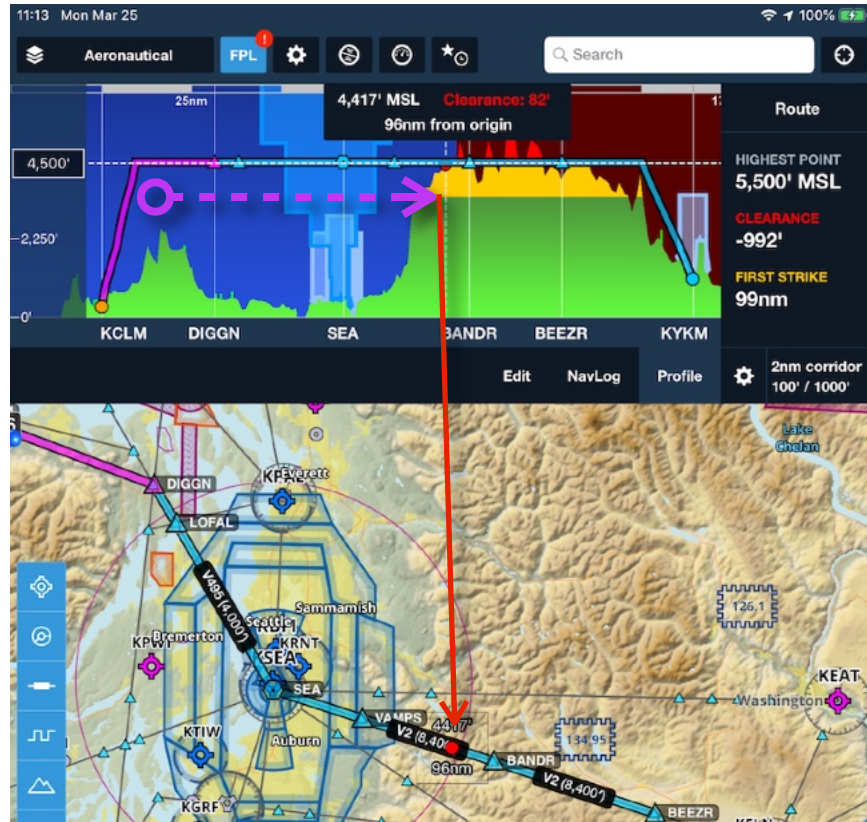 11:13 Mon Mar 25
100%
Aeronautical
FPL
!
Search
25nm
4,417' MSL Clearance: 82'
96nm from origin
4,500'
2,250'
0'
KCLM DIGGN SEA BANDR BEEZR KYKM
Route
HIGHEST POINT
5,500' MSL
CLEARANCE
-992'
FIRST STRIKE
99nm
Edit NavLog Profile
2nm corridor
100' / 1000'
Lake
Chelan
DIGGN
Everett
LOFAL
V495 (4,000')
Sammamish
126.1
Seattle
Bremerton
KRNT
KSEA
KEAT
SEA
Washington
VAMPS
4417'
KTIW
V2 (8,400')
134.95
Auburn
96nm
BANDR
V2 (8,400')
KGRF
BEEZR